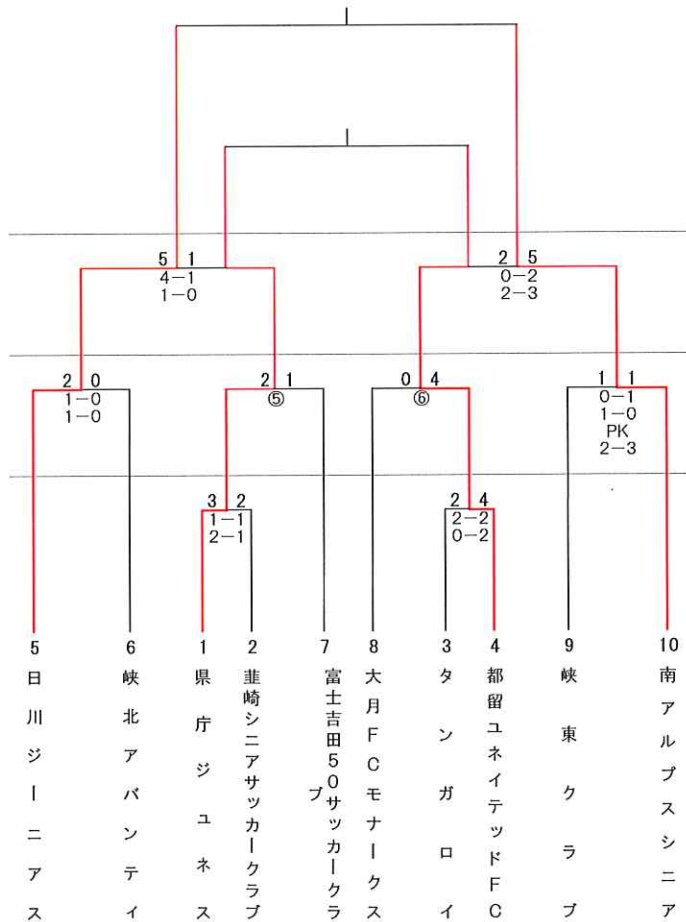 5 1
4-1
1-0
2 5
0-2
2-3
2 0
1-0
1-0
2 1
⑤
0 4
⑥
1 1
0-1
1-0
PK
2-3
3 2
1-1
2-1
2 4
2-2
0-2
5
6
1
2
7
8
3
4
9
10
日川ジーニアス
峡北アバンティ
県庁ジュネス
韮崎シニアサッカークラブ
富士吉田50サッカークラ
ブ
大月FCモナークス
タンガロイ
都留ユネイテッドFC
峡東クラブ
南アルプスシニア